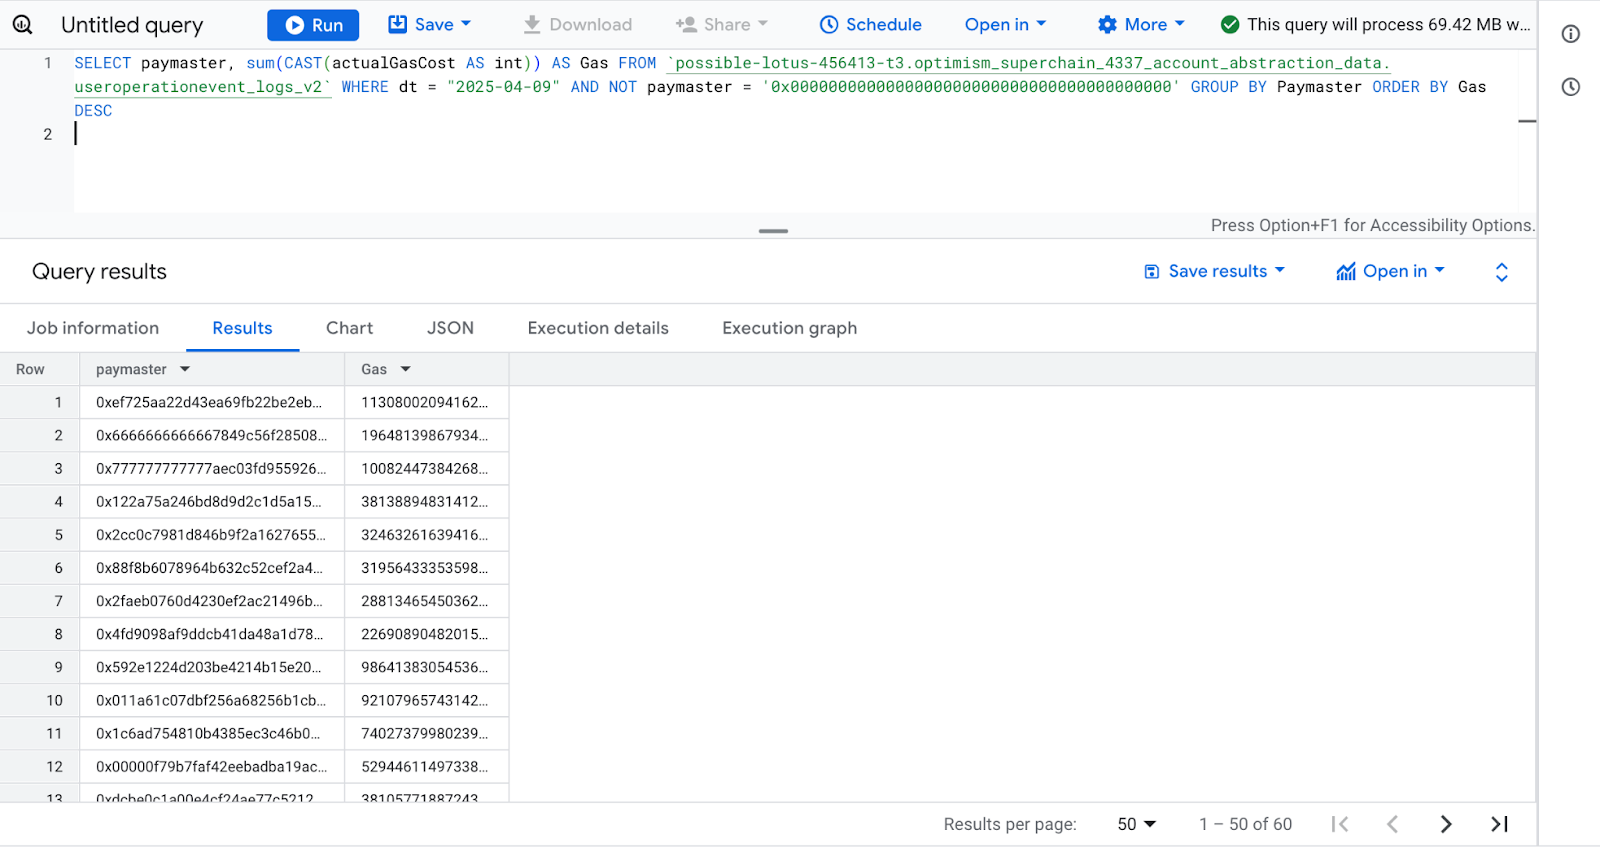 Untitled query Run Save Download Share Schedule Open in More This query will process 69.42 MB w...
1 SELECT paymaster, sum(CAST(actualGasCost AS int)) AS Gas FROM `possible-lotus-456413-t3.optimism_superchain_4337_account_abstraction_data.
useroperationevent_logs_v2` WHERE dt = "2025-04-09" AND NOT paymaster = '0x0000000000000000000000000000000000000000' GROUP BY Paymaster ORDER BY Gas
DESC
2
Press Option+F1 for Accessibility Options.
Query results Save results Open in
Job information Results Chart JSON Execution details Execution graph
Row paymaster Gas
1 0xef725aa22d43ea69fb22be2eb... 11308002094162...
2 0x6666666666667849c56f28508... 19648139867934...
3 0x777777777777aec03fd955926... 10082447384268...
4 0x122a75a246bd8d9d2c1d5a15... 38138894831412...
5 0x2cc0c7981d846b9f2a1627655... 32463261639416...
6 0x88f8b6078964b632c52cef2a4... 31956433353598...
7 0x2faeb0760d4230ef2ac21496b... 28813465450362...
8 0x4fd9098af9ddcb41da48a1d78... 22690890482015...
9 0x592e1224d203be4214b15e20... 98641383054536...
10 0x011a61c07dbf256a68256b1cb... 92107965743142...
11 0x1c6ad754810b4385ec3c46b0... 74027379980239...
12 0x00000f79b7faf42eebadba19ac... 52944611497338...
13 0xdcbe0c1a00e4cf24ae77c5212 38105771887243
Results per page: 50 1 – 50 of 60